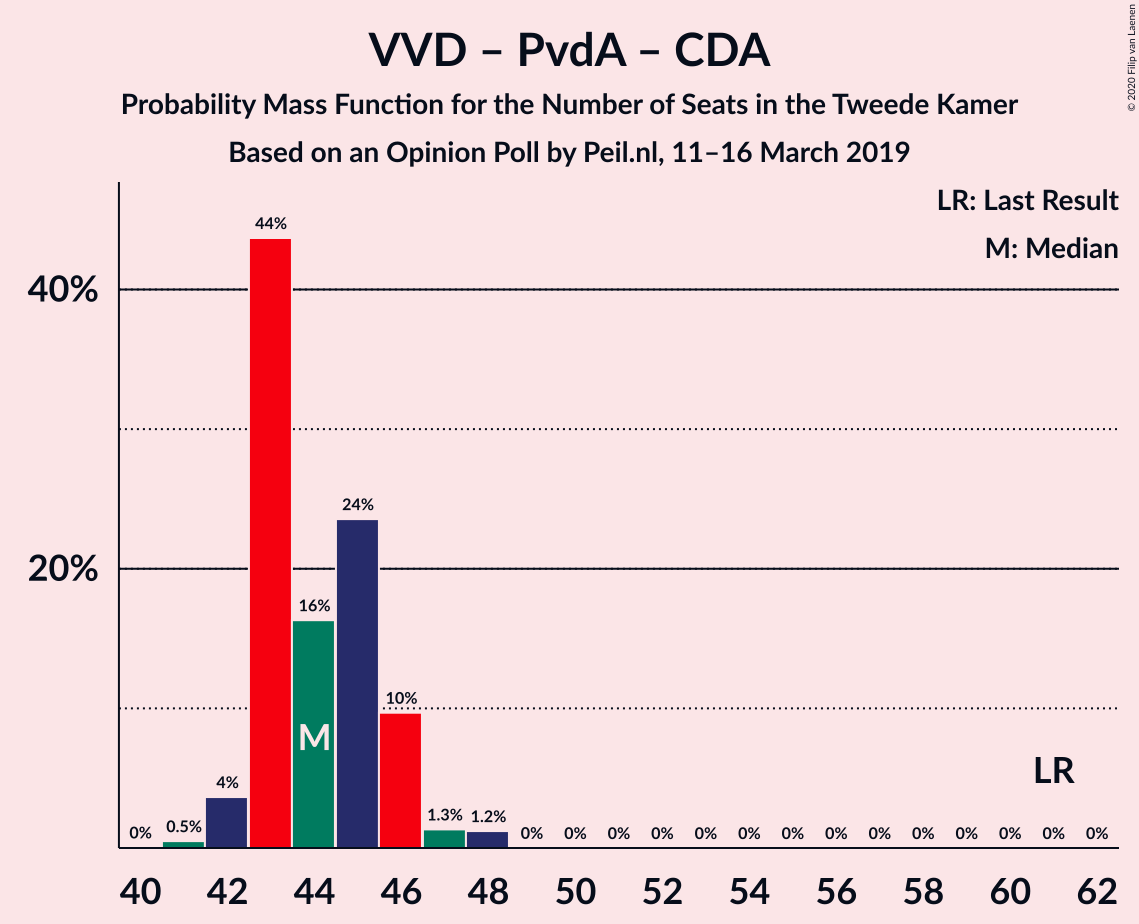 VVD – PvdA – CDA
Probability Mass Function for the Number of Seats in the Tweede Kamer
Based on an Opinion Poll by Peil.nl, 11–16 March 2019
© 2020 Filip van Laenen
LR: Last Result
M: Median
40%
20%
0% 0.5% 4% 44% 16% 24% 10% 1.3% 1.2% 0% 0% 0% 0% 0% 0% 0% 0% 0% 0% 0% 0% 0% 0%
M
LR
40 42 44 46 48 50 52 54 56 58 60 62